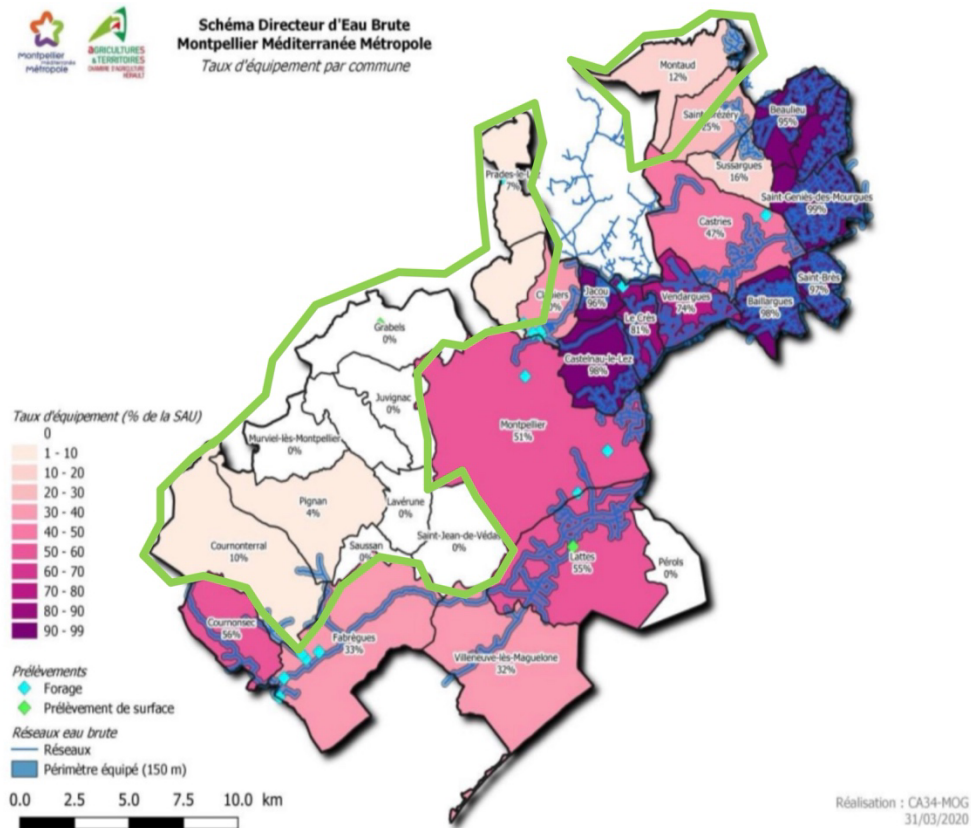 Montpellier
méditerranée
Métropole
AGRICULTURES
& TERRITOIRES
CHAMBRE D'AGRICULTURE
HÉRAULT
Schéma Directeur d'Eau Brute
Montpellier Méditerranée Métropole
Taux d'équipement par commune
Montaud
12%
Beaulieu
95%
25%
Sussargues
16%
Prades-le-Lez
7%
Saint-Geniès-des-Mourgues
99%
Castries
47%
Saint-Brès
97%
Jacou
96%
Vendargues
74%
Baillargues
98%
Le Crès
81%
Grabels
0%
Castelnau-le-Lez
98%
Juvignac
0%
Montpellier
51%
Murviel-lès-Montpellier
0%
Pignan
4%
Lavérune
0%
Saint-Jean-de-Védas
0%
Saussan
0%
Cournonterral
10%
Lattes
55%
Pérols
0%
Cournonsec
56%
Fabrègues
33%
Villeneuve-lès-Maguelone
32%
Taux d'équipement (% de la SAU)
0
1 - 10
10 - 20
20 - 30
30 - 40
40 - 50
50 - 60
60 - 70
70 - 80
80 - 90
90 - 99
Prélèvements
Forage
Prélèvement de surface
Réseaux eau brute
Réseaux
Périmètre équipé (150 m)
0.0 2.5 5.0 7.5 10.0 km
Réalisation : CA34-MOG
31/03/2020